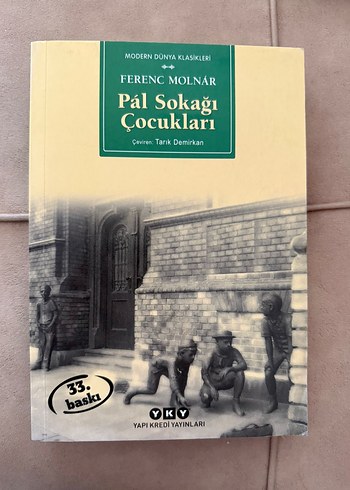 MODERN DÜNYA KLASİKLERİ
FERENC MOLNÁR
Pál Sokağı
Çocukları
Çeviren: Tarık Demirkan
33.
baskı
YKY
YAPI KREDİ YAYINLARI